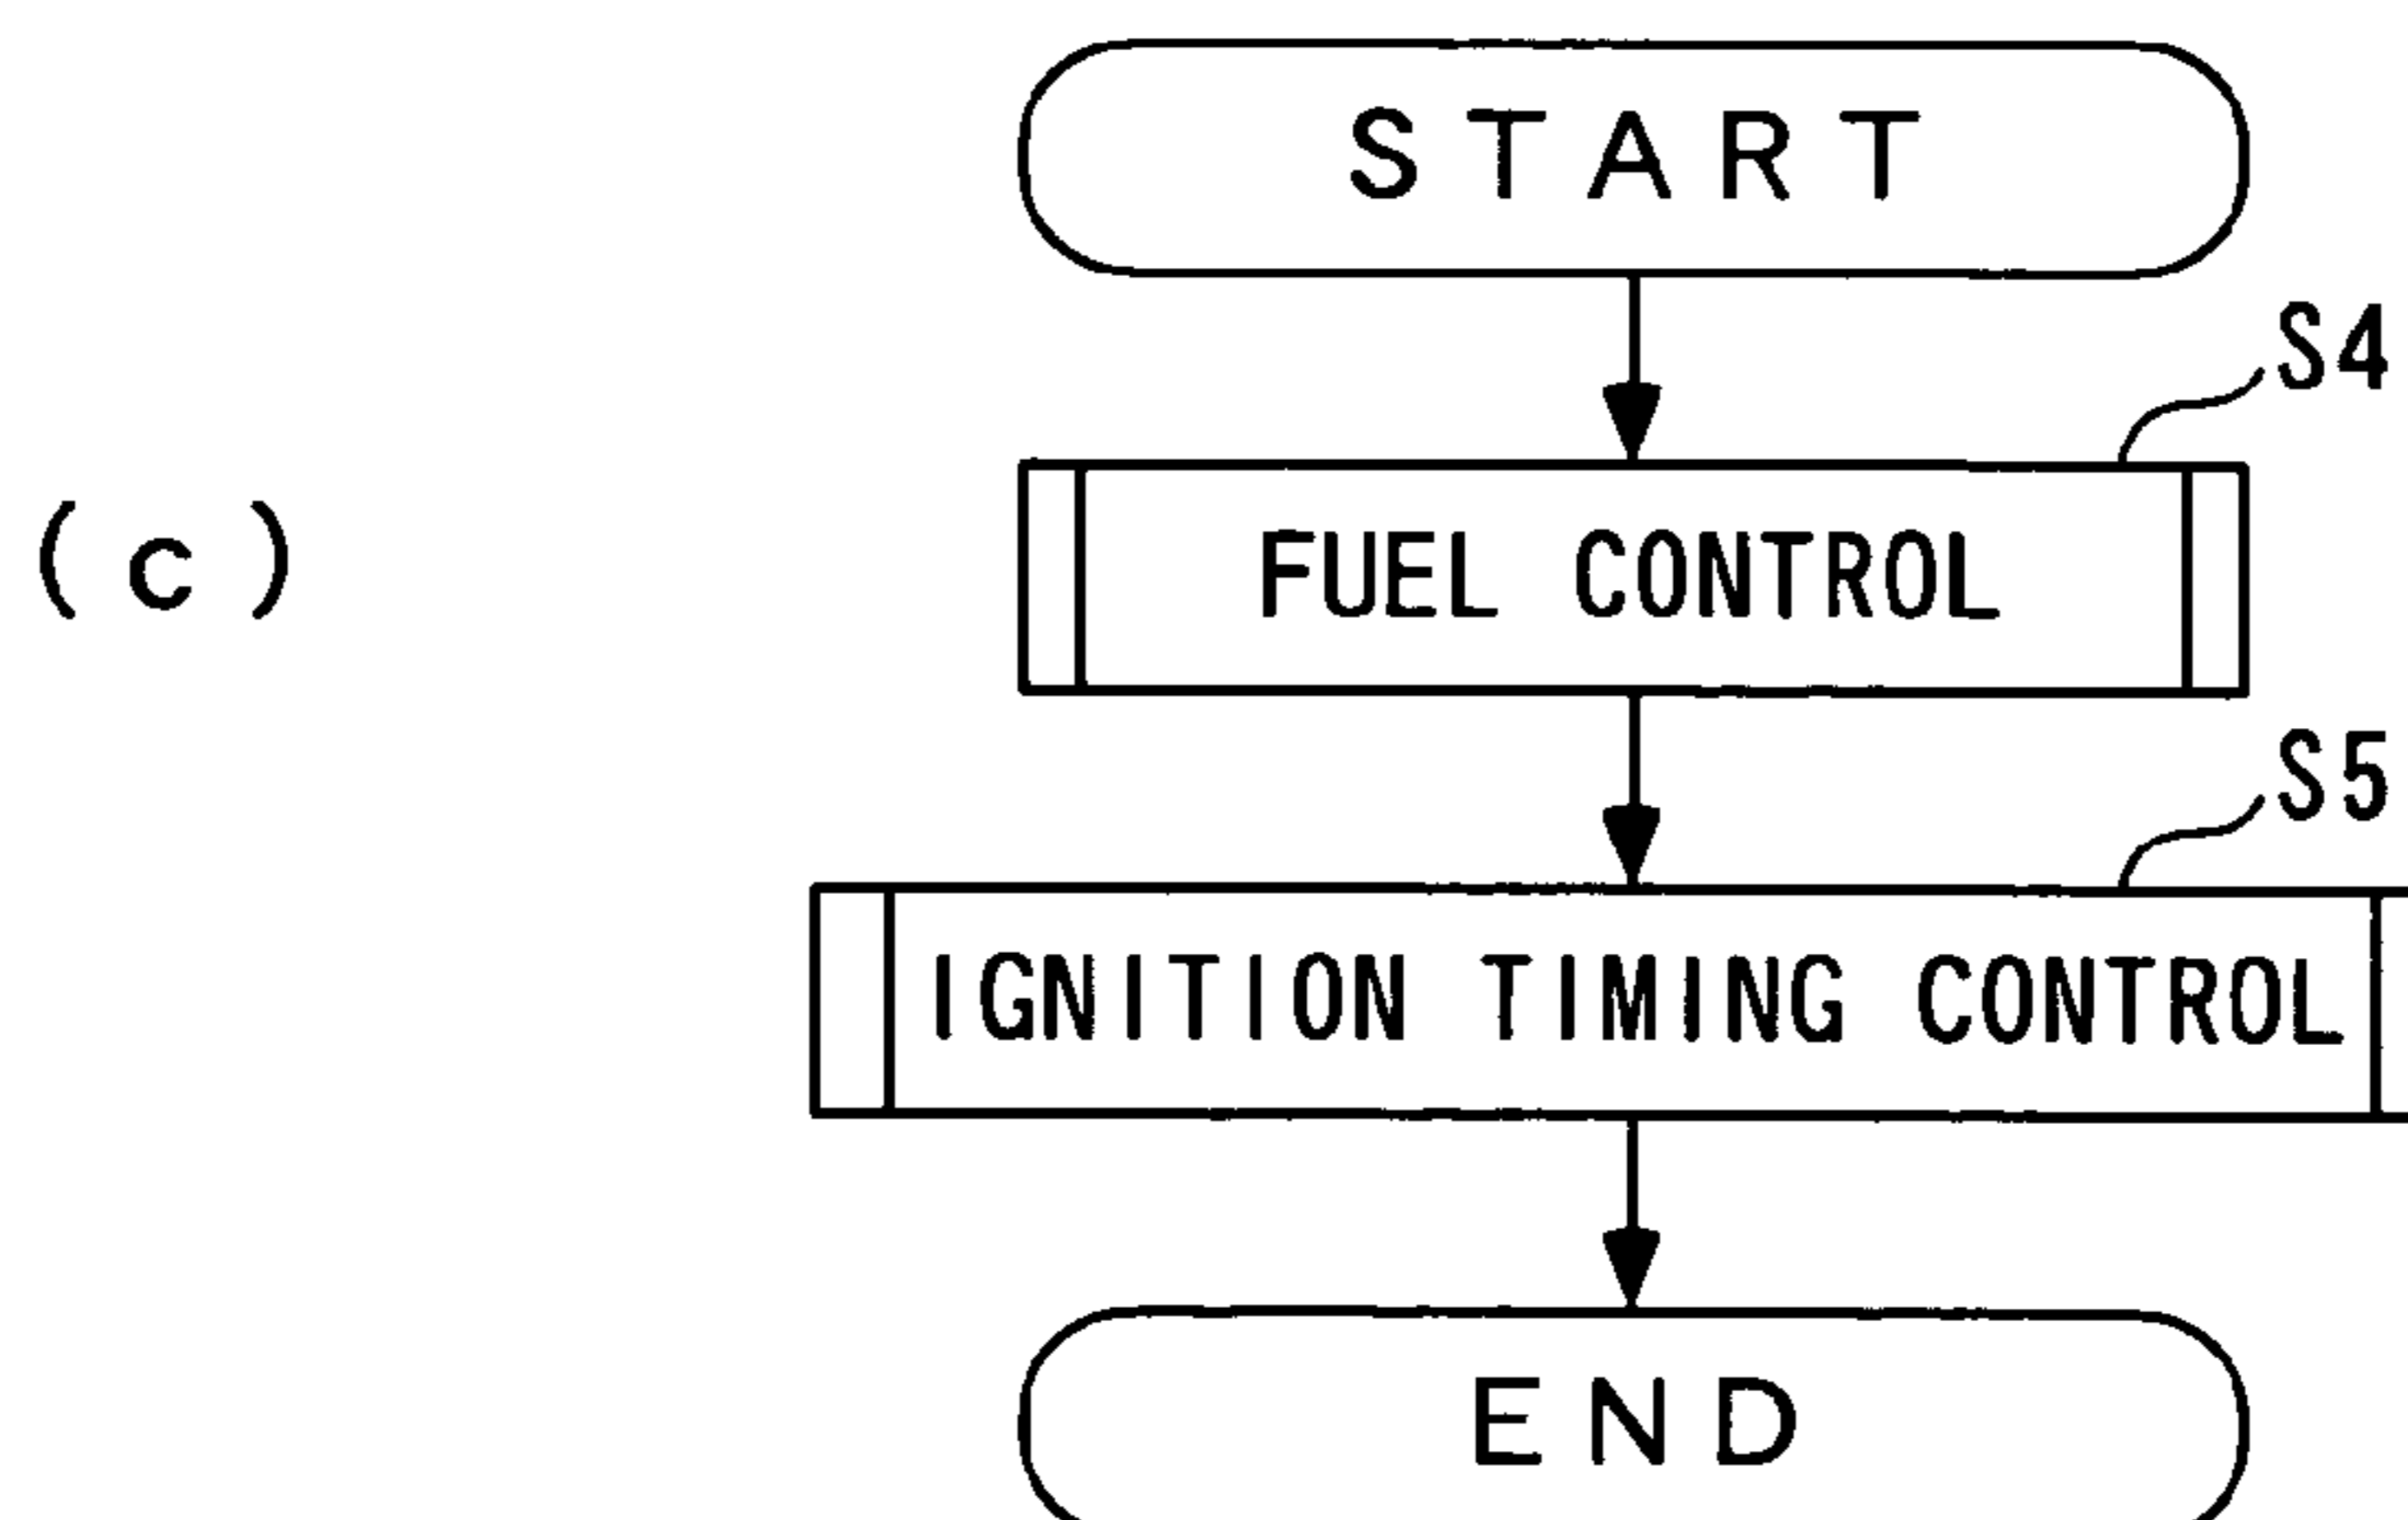 START
S4
(c)
FUEL CONTROL
S5
IGNITION TIMING CONTROL
END